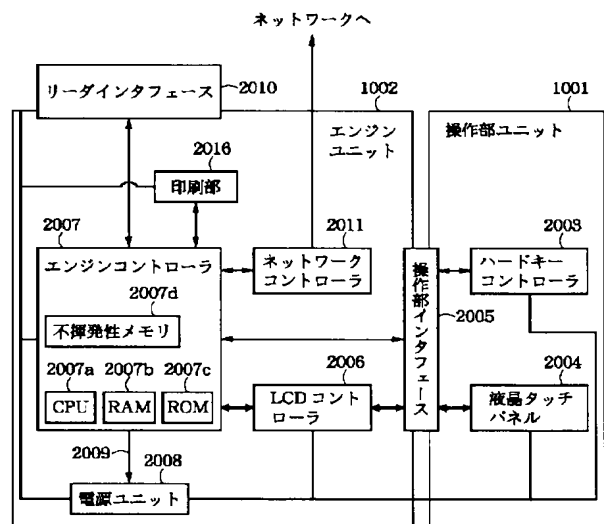 ネットワークへ
リーダインタフェース
2010
1002
1001
エンジン
ユニット
操作部ユニット
2016
印刷部
2007
エンジンコントローラ
2011
ネットワーク
コントローラ
2003
ハードキー
コントローラ
2007d
不揮発性メモリ
操作部インタフェース
2005
2007a
2007b
2007c
CPU
RAM
ROM
2006
LCDコント
ローラ
2004
液晶タッチ
パネル
2009
2008
電源ユニット